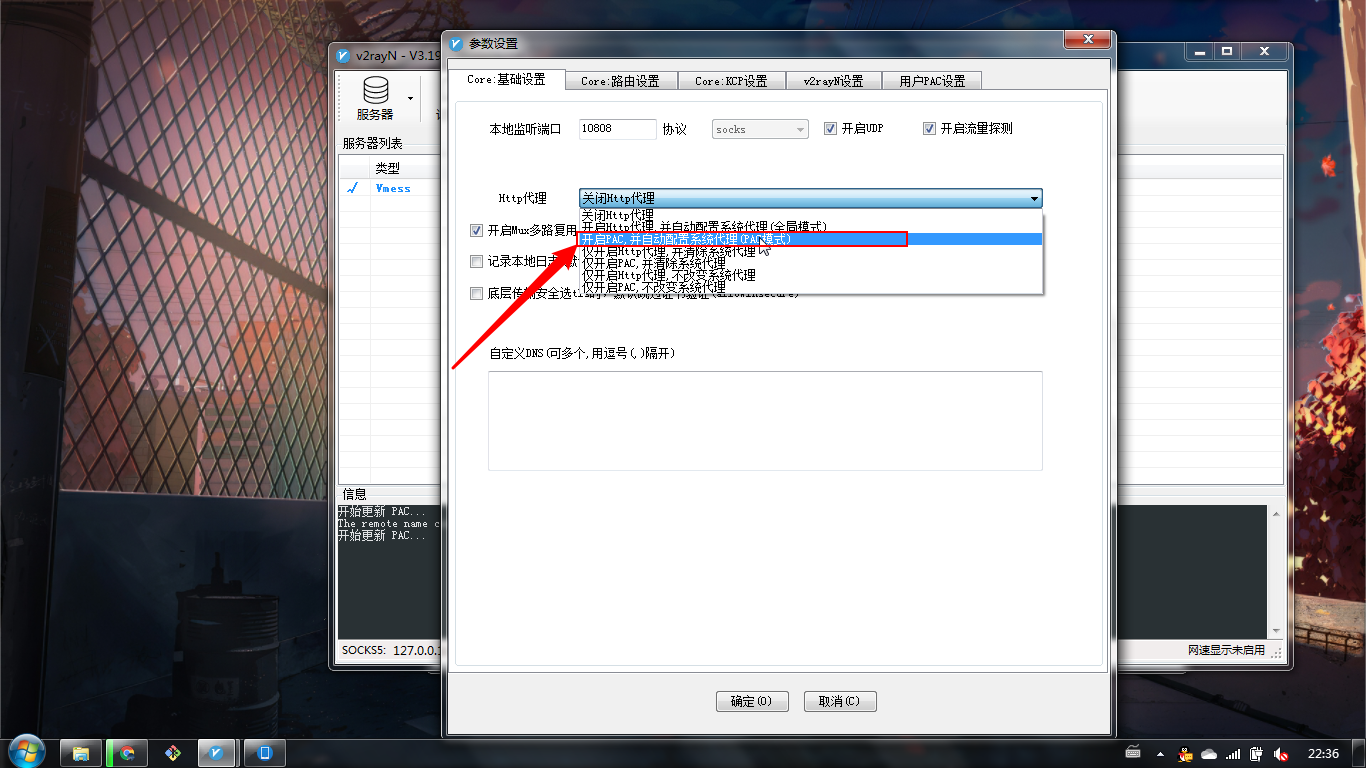 v2rayN - V3.19
参数设置
服务器
Core:基础设置
Core:路由设置
Core:KCP设置
v2rayN设置
用户PAC设置
本地监听端口
10808
协议
socks
开启UDP
开启流量探测
服务器列表
类型
Vmess
Http代理
关闭Http代理
关闭Http代理
开启Http代理,并自动配置系统代理(全局模式)
开启PAC,并自动配置系统代理(PAC模式)
仅开启Http代理,并清除系统代理
仅开启PAC,并清除系统代理
仅开启Http代理,不改变系统代理
仅开启PAC,不改变系统代理
开启Mux多路复用
记录本地日志
底层传输安全选tls时,默认跳过证书验证(allowInsecure)
自定义DNS(可多个,用逗号(,)隔开)
信息
开始更新 PAC...
The remote name c
开始更新 PAC...
SOCKS5: 127.0.0.1
网速显示未启用
确定(O)
取消(C)
22:36